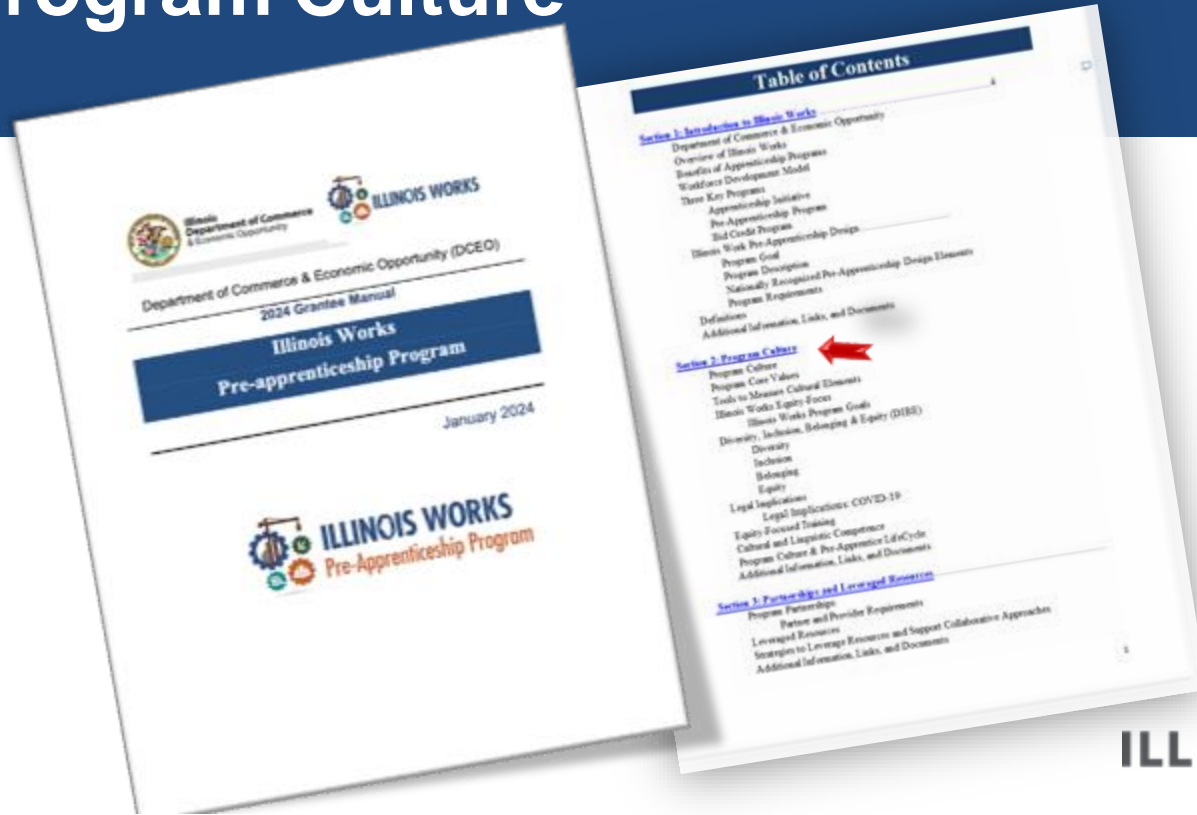 rogram Culture
Illinois
Department of Commerce
& Economic Opportunity
ILLINOIS WORKS
Department of Commerce & Economic Opportunity (DCEO)
2024 Grantee Manual
Illinois Works
Pre-apprenticeship Program
January 2024
ILLINOIS WORKS
Pre-Apprenticeship Program
Table of Contents
Section 1: Introduction to Illinois Works
Department of Commerce & Economic Opportunity
Overview of Illinois Works
Benefits of Apprenticeship Programs
Workforce Development Model
Three Key Programs
Apprenticeship Initiative
Pre-Apprenticeship Program
Bid Credit Program
Illinois Work Pre-Apprenticeship Design
Program Goal
Program Description
Nationally Recognized Pre-Apprenticeship Design Elements
Program Requirements
Definitions
Additional Information, Links, and Documents
Section 2: Program Culture
Program Culture
Program Core Values
Tools to Measure Cultural Elements
Illinois Works Equity-Focus
Illinois Works Program Goals
Diversity, Inclusion, Belonging & Equity (DIBE)
Diversity
Inclusion
Belonging
Equity
Legal Implications
Legal Implications: COVID-19
Equity-Focused Training
Cultural and Linguistic Competence
Program Culture & Pre-Apprentice LifeCycle
Additional Information, Links, and Documents
Section 3: Partnerships and Leveraged Resources
Program Partnerships
Partner and Provider Requirements
Leveraged Resources
Strategies to Leverage Resources and Support Collaborative Approaches
Additional Information, Links, and Documents
ILL